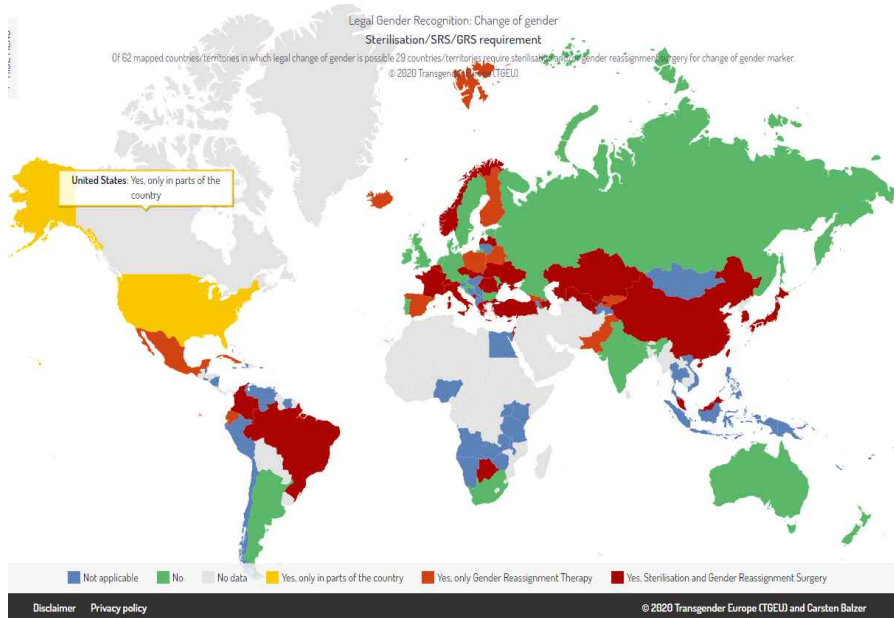 Legal Gender Recognition: Change of gender
Sterilisation/SRS/GRS requirement
Of 62 mapped countries/territories in which legal change of gender is possible 29 countries/territories require sterilisation and/or gender reassignment surgery for change of gender marker.
© 2020 Transgender Europe (TGEU)
United States: Yes, only in parts of the
country
Not applicable
No
No data
Yes, only in parts of the country
Yes, only Gender Reassignment Therapy
Yes, Sterilisation and Gender Reassignment Surgery
Disclaimer
Privacy policy
© 2020 Transgender Europe (TGEU) and Carsten Balzer